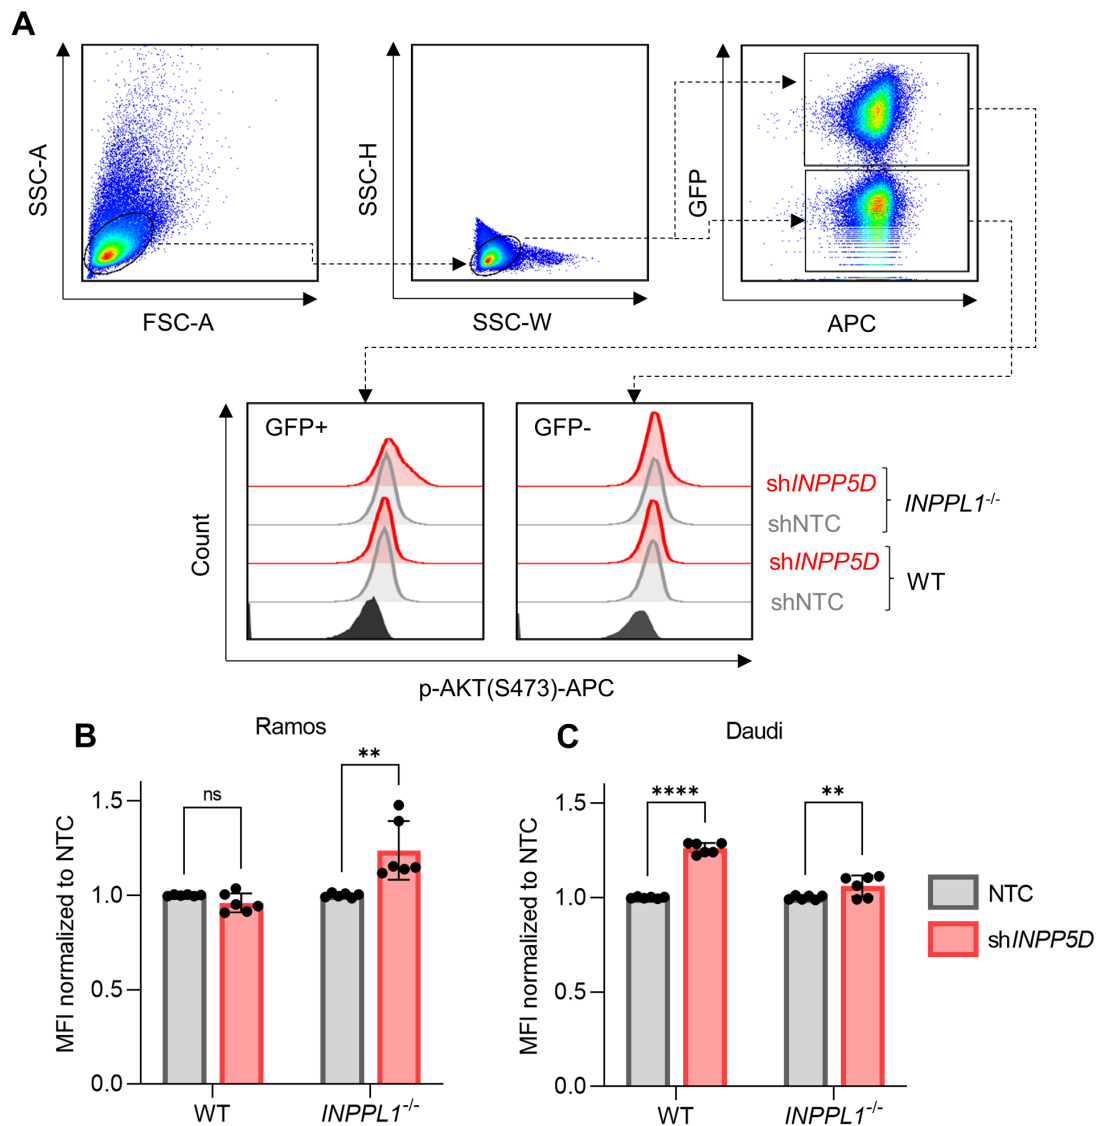 A
SSC-A
FSC-A
SSC-H
SSC-W
GFP
APC
GFP+
GFP-
Count
shINPP5D
shNTC
INPPL1-/-
shINPP5D
shNTC
WT
p-AKT(S473)-APC
B
Ramos
MFI normalized to NTC
1.5
1.0
0.5
0.0
ns
**
WT
INPPL1-/-
C
Daudi
MFI normalized to NTC
1.5
1.0
0.5
0.0
****
**
WT
INPPL1-/-
NTC
shINPP5D